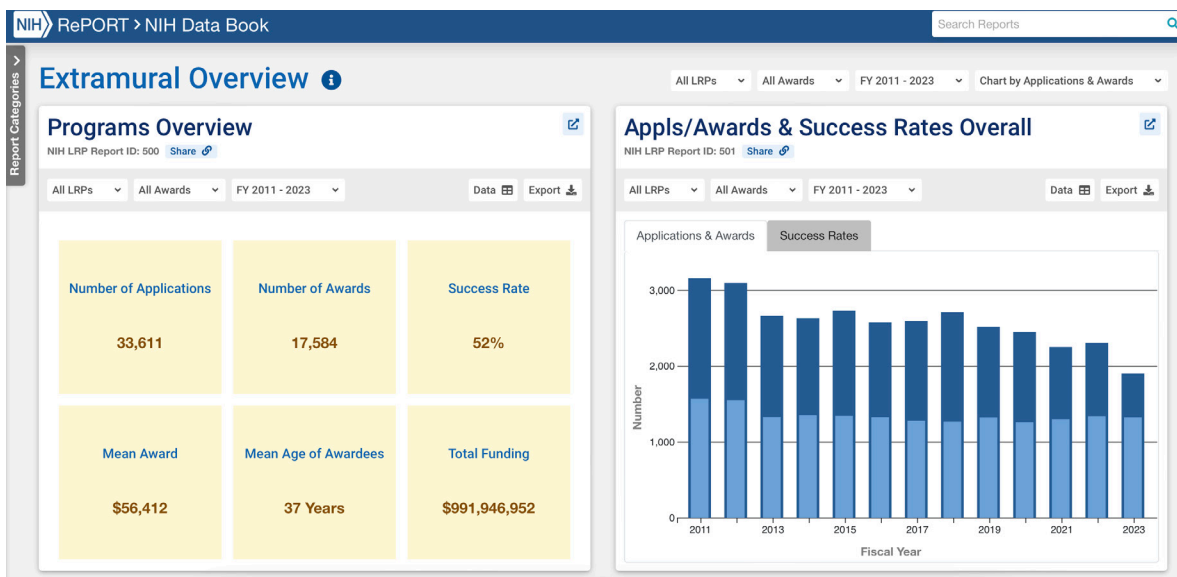 NIH RePORT > NIH Data Book
Search Reports
Report Categories >
Extramural Overview i
All LRPs All Awards FY 2011 - 2023 Chart by Applications & Awards
Programs Overview
NIH LRP Report ID: 500 Share
All LRPs All Awards FY 2011 - 2023 Data Export
Number of Applications
33,611
Number of Awards
17,584
Success Rate
52%
Mean Award
$56,412
Mean Age of Awardees
37 Years
Total Funding
$991,946,952
Appls/Awards & Success Rates Overall
NIH LRP Report ID: 501 Share
All LRPs All Awards FY 2011 - 2023 Data Export
Applications & Awards Success Rates
Number
3,000
2,000
1,000
0
2011 2013 2015 2017 2019 2021 2023
Fiscal Year